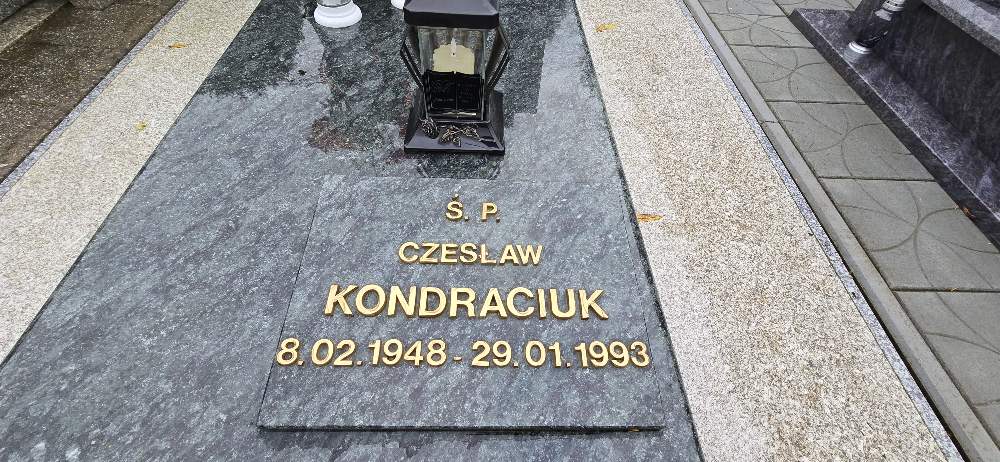 Ś. P.
CZESŁAW
KONDRACIUK
8.02.1948 - 29.01.1993